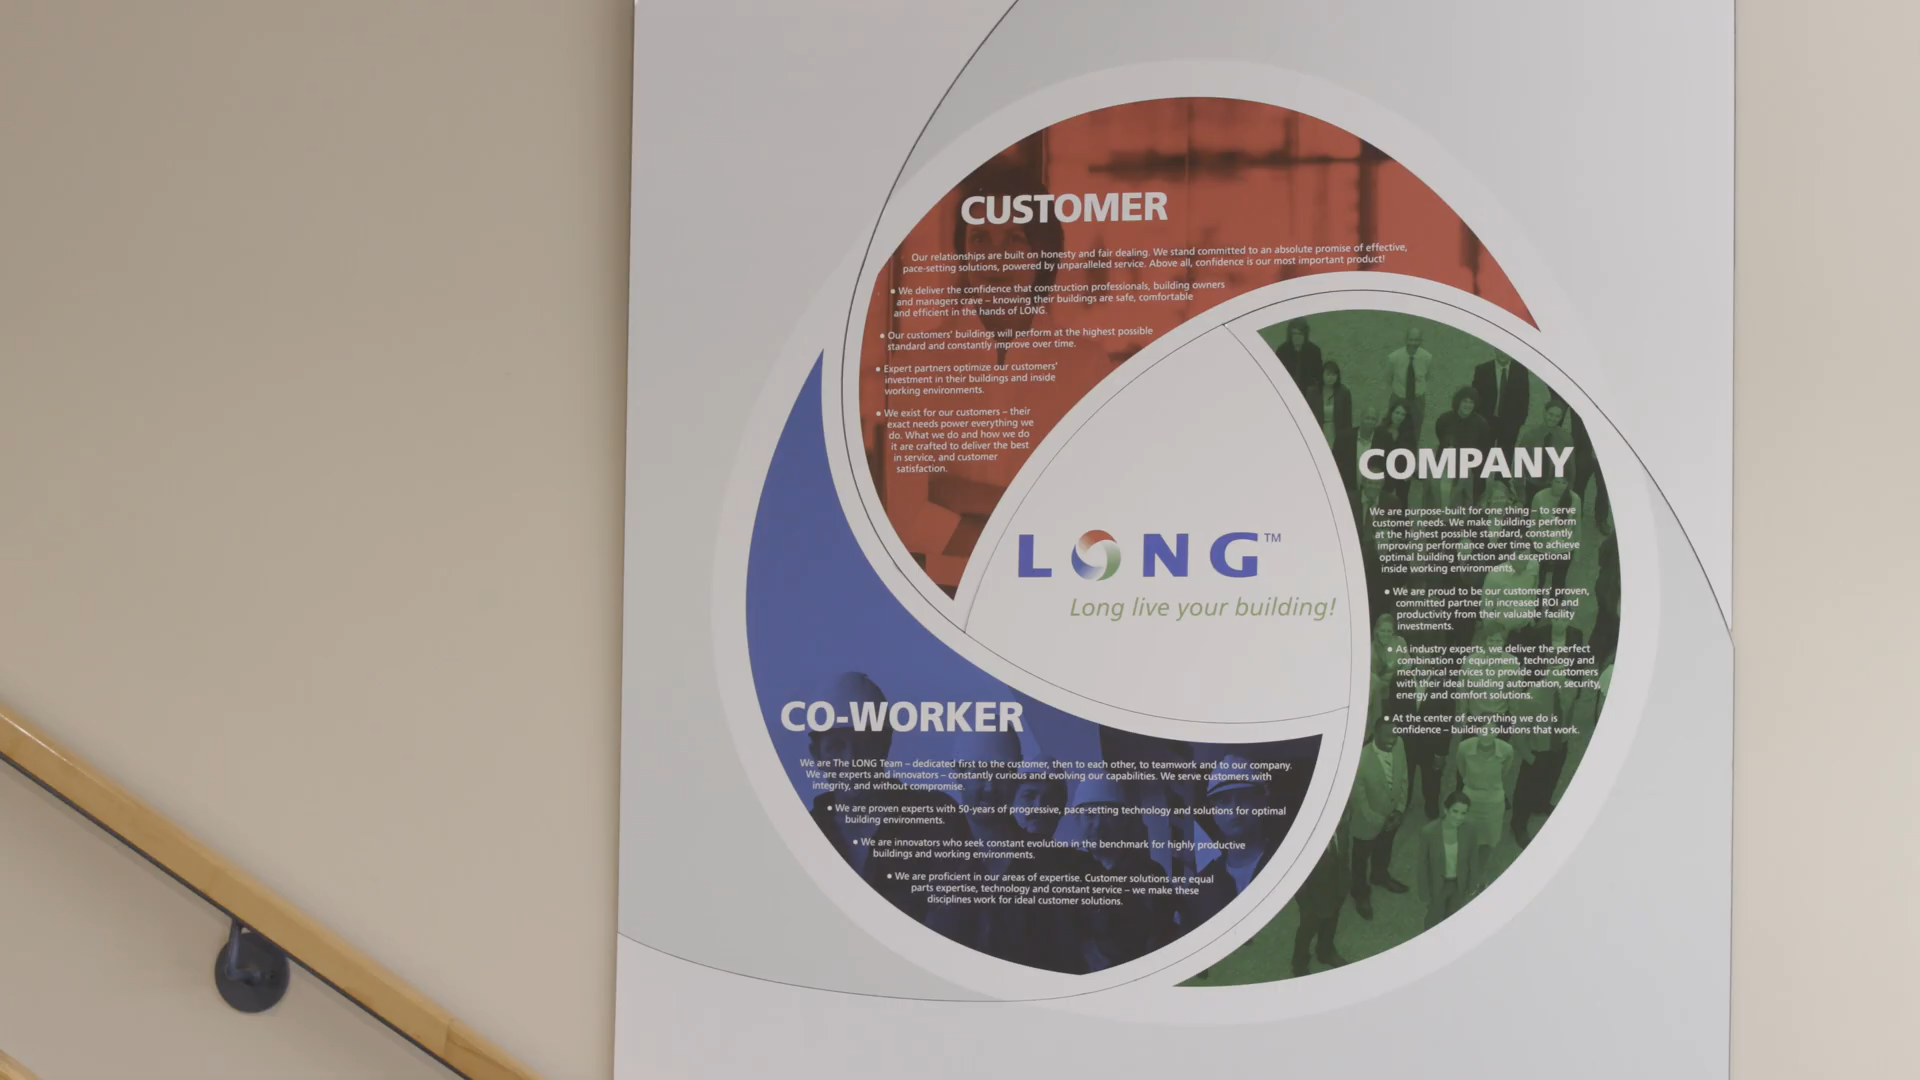 CUSTOMER
Our relationships are built on honesty and fair dealing. We stand committed to an absolute promise of effective,
pace-setting solutions, powered by unparalleled service. Above all, confidence is our most important product!
• We deliver the confidence that construction professionals, building owners
and managers crave – knowing their buildings are safe, comfortable
and efficient in the hands of LONG.
• Our customers' buildings will perform at the highest possible
standard and constantly improve over time.
• Expert partners optimize our customers'
investment in their buildings and inside
working environments.
• We exist for our customers – their
exact needs power everything we
do. What we do and how we do
it are crafted to deliver the best
in service, and customer
satisfaction.
COMPANY
We are purpose-built for one thing – to serve
customer needs. We make buildings perform
at the highest possible standard, constantly
improving performance over time to achieve
optimal building function and exceptional
inside working environments.
• We are proud to be our customers' proven,
committed partner in increased ROI and
productivity from their valuable facility
investments.
• As industry experts, we deliver the perfect
combination of equipment, technology and
mechanical services to provide our customers
with their ideal building automation, security,
energy and comfort solutions.
• At the center of everything we do is
confidence – building solutions that work.
LONG™
Long live your building!
CO-WORKER
We are The LONG Team – dedicated first to the customer, then to each other, to teamwork and to our company.
We are experts and innovators – constantly curious and evolving our capabilities. We serve customers with
integrity, and without compromise.
• We are proven experts with 50-years of progressive, pace-setting technology and solutions for optimal
building environments.
• We are innovators who seek constant evolution in the benchmark for highly productive
buildings and working environments.
• We are proficient in our areas of expertise. Customer solutions are equal
parts expertise, technology and constant service – we make these
disciplines work for ideal customer solutions.